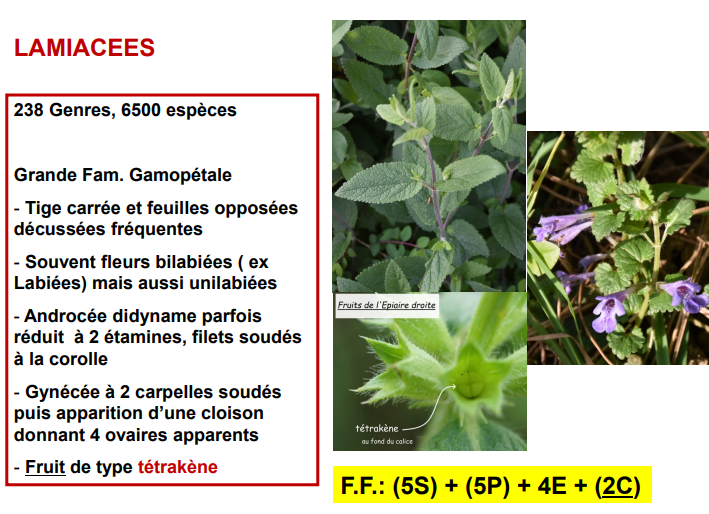 LAMIACEES
238 Genres, 6500 espèces
Grande Fam. Gamopétale
- Tige carrée et feuilles opposées
décussées fréquentes
- Souvent fleurs bilabiées ( ex
Labiées) mais aussi unilabiées
- Androcée didyname parfois
réduit à 2 étamines, filets soudés
à la corolle
- Gynécée à 2 carpelles soudés
puis apparition d’une cloison
donnant 4 ovaires apparents
- Fruit de type tétrakène
Fruits de l'Epiaire droite
tétrakène
au fond du calice
F.F.: (5S) + (5P) + 4E + (2C)